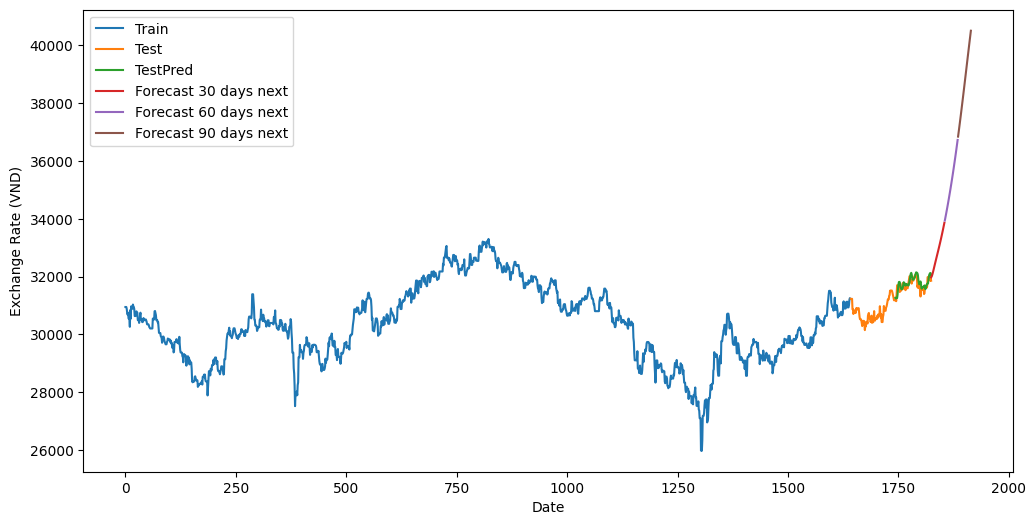 Train
Test
TestPred
Forecast 30 days next
Forecast 60 days next
Forecast 90 days next
40000
38000
36000
34000
32000
30000
28000
26000
Exchange Rate (VND)
0 250 500 750 1000 1250 1500 1750 2000
Date